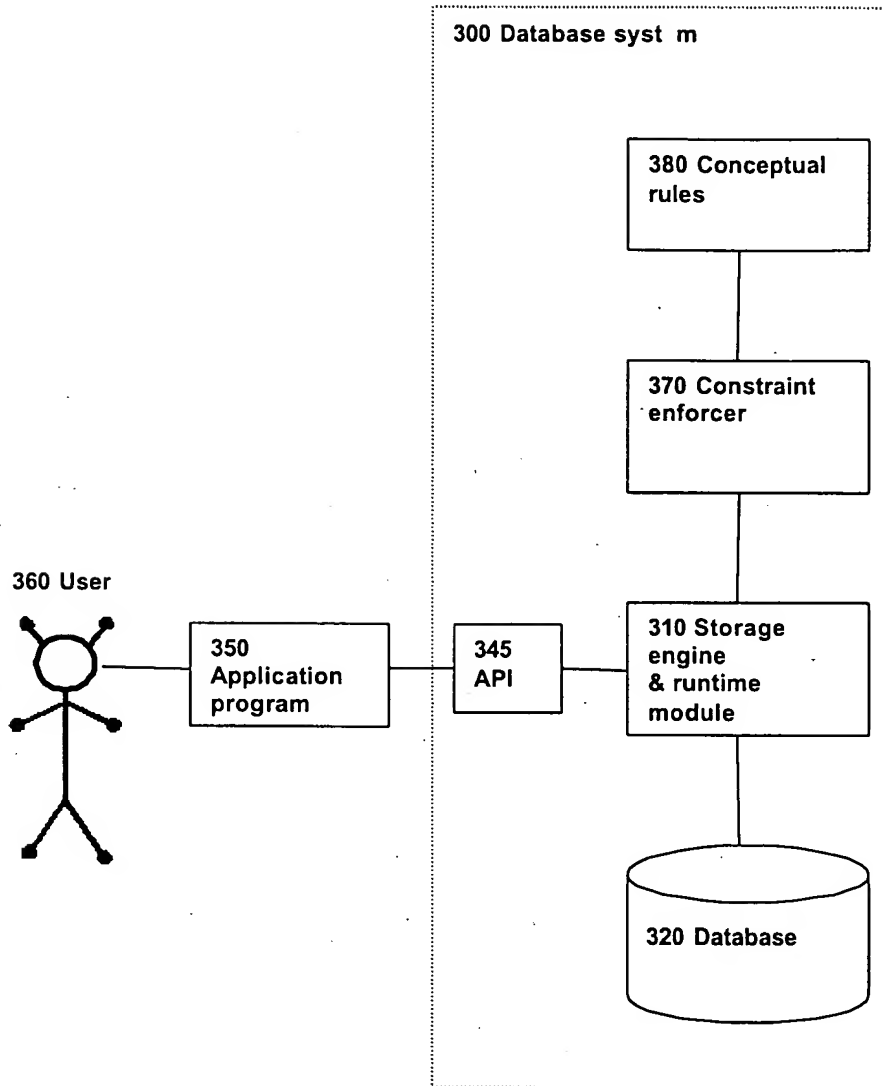 300 Database syst m
380 Conceptual
rules
370 Constraint
enforcer
360 User
350
Application
program
345
API
310 Storage
engine
& runtime
module
320 Database